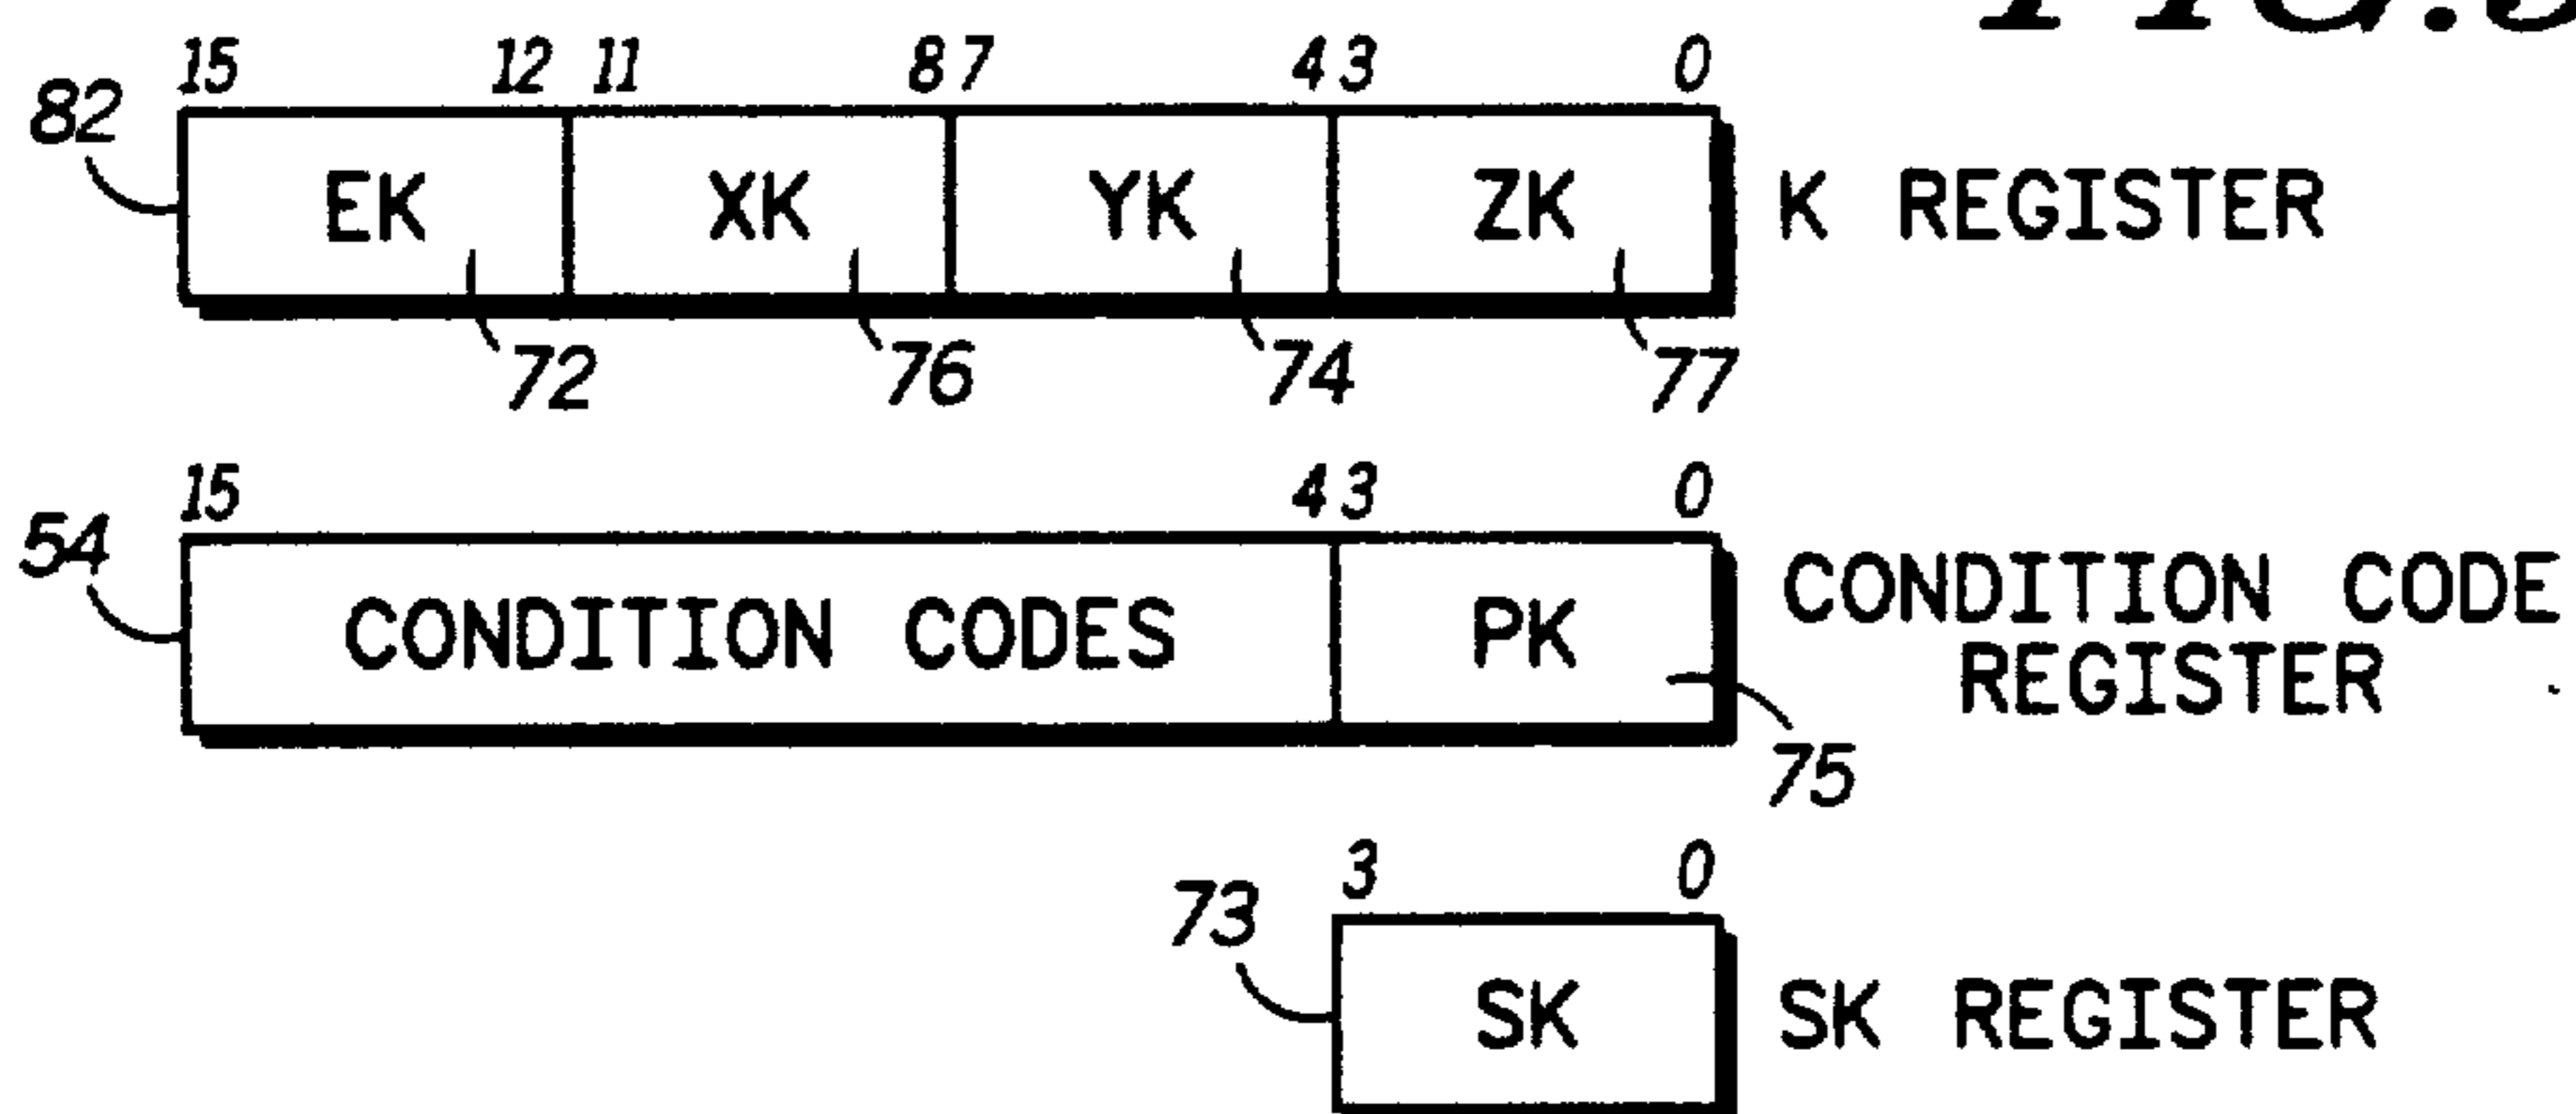 15 12 11 8 7 4 3 0
82 EK XK YK ZK K REGISTER
72 76 74 77
15 4 3 0
54 CONDITION CODES PK CONDITION CODE
REGISTER
75
3 0
73 SK SK REGISTER